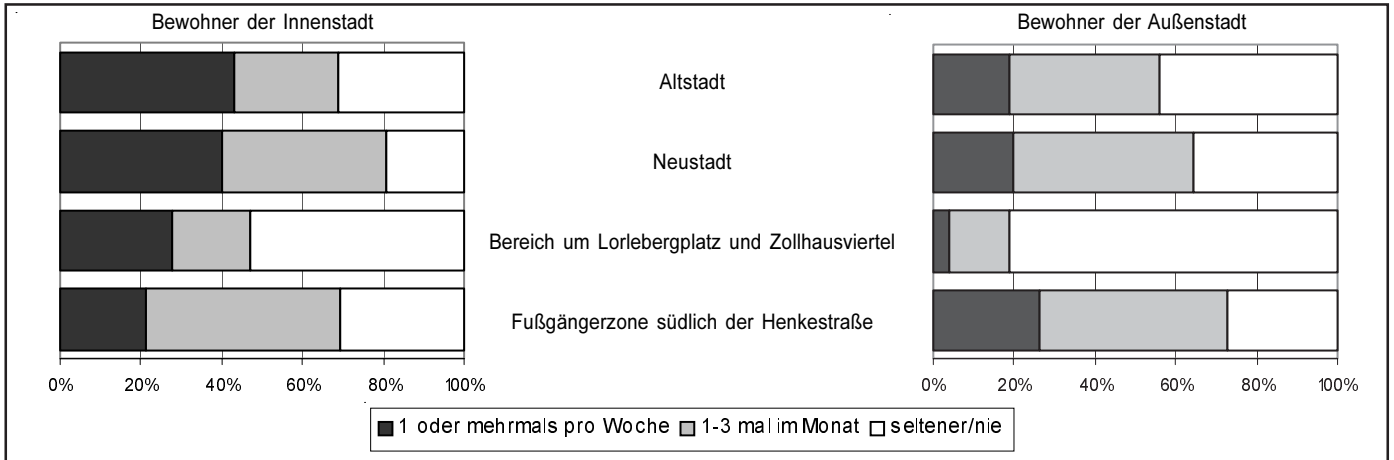 Bewohner der Innenstadt
Bewohner der Außenstadt
Altstadt
Neustadt
Bereich um Lorlebergplatz und Zollhausviertel
Fußgängerzone südlich der Henkestraße
0% 20% 40% 60% 80% 100%
0% 20% 40% 60% 80% 100%
1 oder mehrmals pro Woche 1-3 mal im Monat seltener/nie